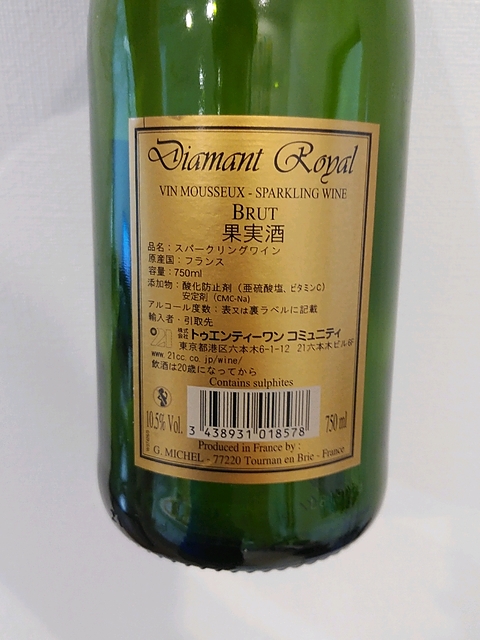 Diamant Royal
VIN MOUSSEUX - SPARKLING WINE
BRUT
果実酒
品名：スパークリングワイン
原産国：フランス
容量：750ml
添加物：酸化防止剤（亜硫酸塩、ビタミンC）
安定剤（CMC-Na）
アルコール度数：表又は裏ラベルに記載
輸入者・引取先
株式会社 トゥエンティーワン コミュニティ
東京都港区六本木6-1-12 21六本木ビル6F
www.21cc.co.jp/wine/
飲酒は20歳になってから
Contains sulphites
10.5% Vol.
3 438931 018578
750 ml
Produced in France by :
G. MICHEL - 77220 Tournan en Brie - France